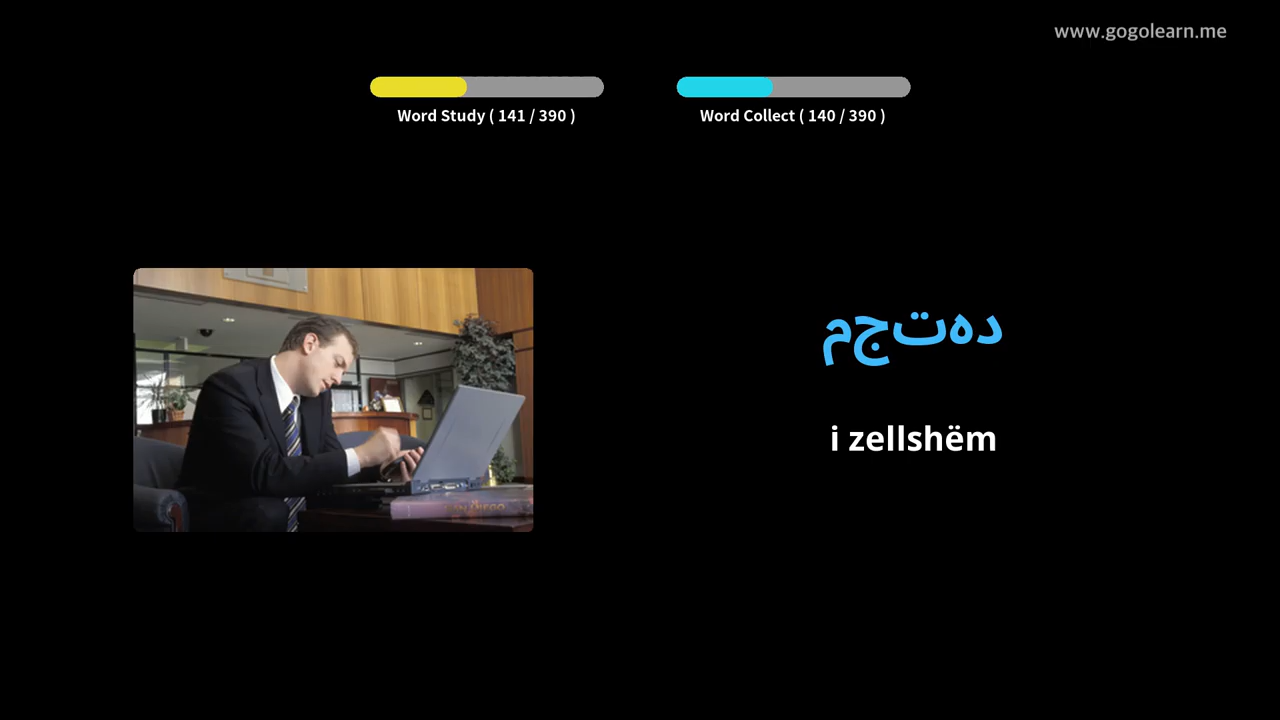 www.gogolearn.me
Word Study ( 141 / 390 )
Word Collect ( 140 / 390 )
مجتهد
i zellshëm